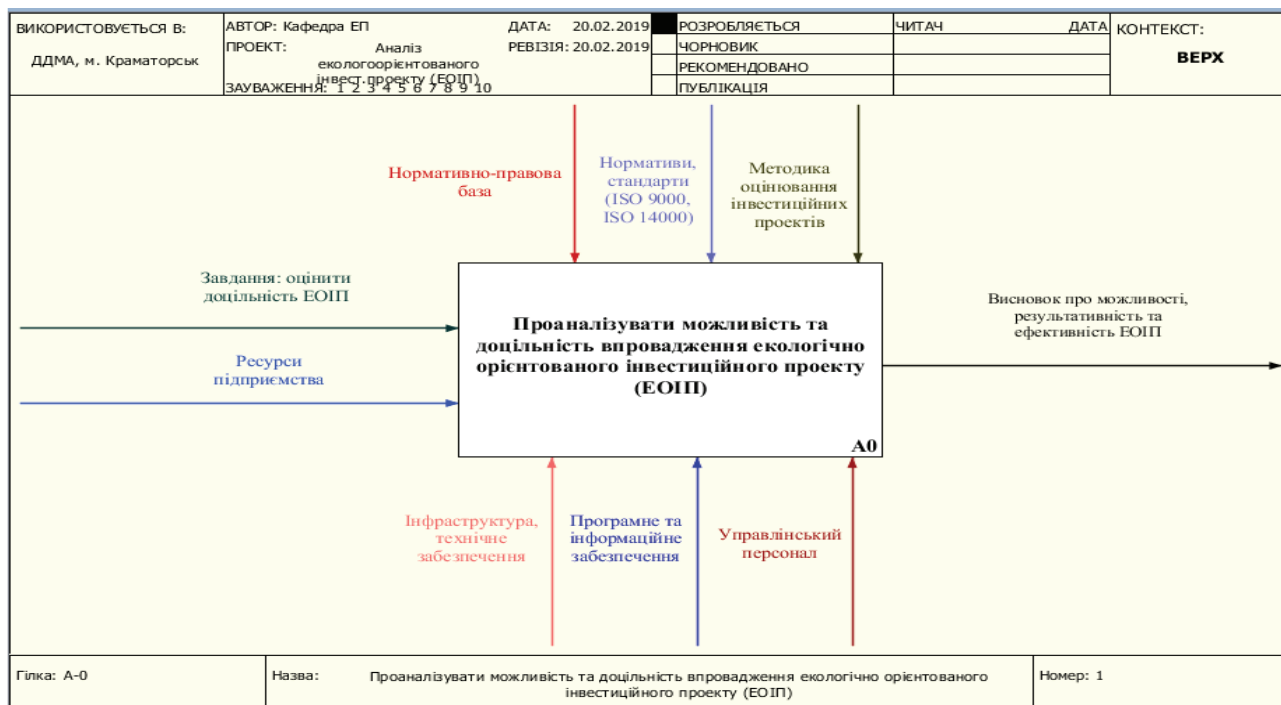 ВИКОРИСТОВУЄТЬСЯ В:
ДДМА, м. Краматорськ
АВТОР: Кафедра ЕП
ДАТА: 20.02.2019
ПРОЕКТ: Аналіз
екологоорієнтованого
інвест.проекту (ЕОІП)
РЕВІЗІЯ: 20.02.2019
ЗАУВАЖЕННЯ: 1 2 3 4 5 6 7 8 9 10
РОЗРОБЛЯЄТЬСЯ
ЧОРНОВИК
РЕКОМЕНДОВАНО
ПУБЛІКАЦІЯ
ЧИТАЧ ДАТА
КОНТЕКСТ:
ВЕРХ
Нормативно-правова
база
Нормативи,
стандарти
(ISO 9000,
ISO 14000)
Методика
оцінювання
інвестиційних
проектів
Завдання: оцінити
доцільність ЕОІП
Ресурси
підприємства
Проаналізувати можливість та
доцільність впровадження екологічно
орієнтованого інвестиційного проекту
(ЕОІП)
A0
Висновок про можливості,
результативність та
ефективність ЕОІП
Інфраструктура,
технічне
забезпечення
Програмне та
інформаційне
забезпечення
Управлінський
персонал
Гілка: A-0
Назва: Проаналізувати можливість та доцільність впровадження екологічно орієнтованого
інвестиційного проекту (ЕОІП)
Номер: 1